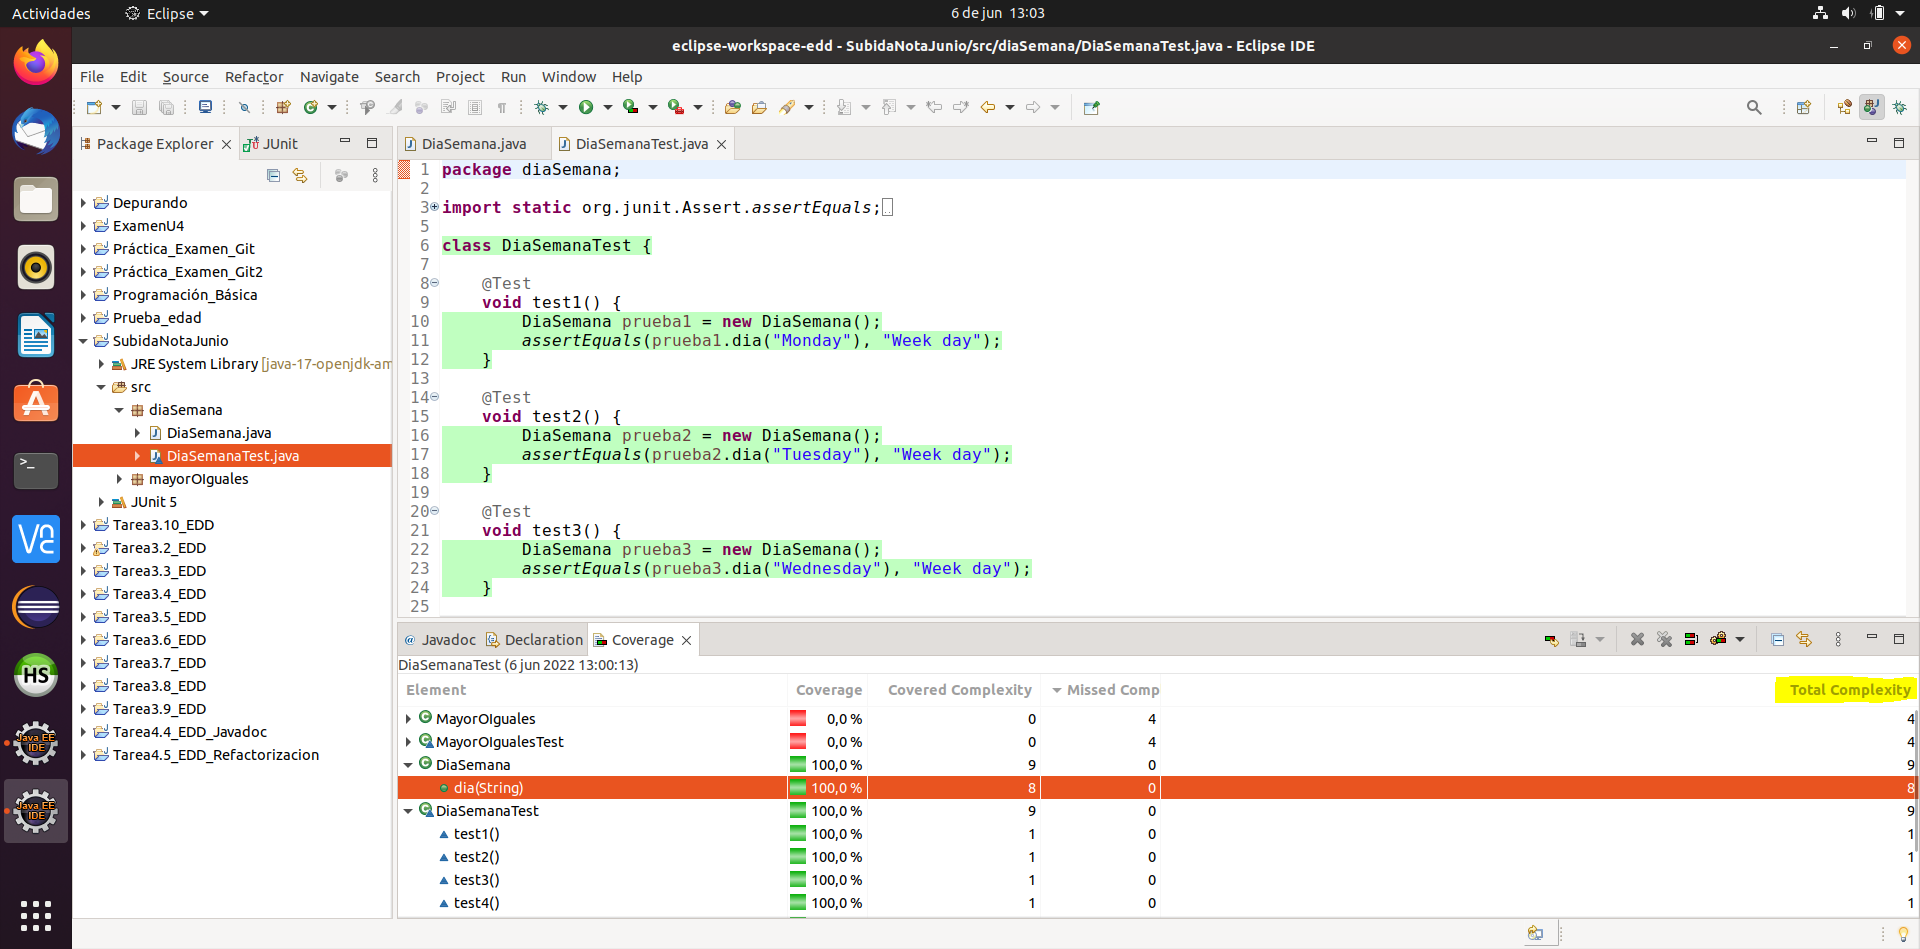 Actividades Eclipse 6 de jun 13:03
eclipse-workspace-edd - SubidaNotaJunio/src/diaSemana/DiaSemanaTest.java - Eclipse IDE
File Edit Source Refactor Navigate Search Project Run Window Help
Package Explorer JUnit
Depurando
ExamenU4
Práctica_Examen_Git
Práctica_Examen_Git2
Programación_Básica
Prueba_edad
SubidaNotaJunio
JRE System Library [java-17-openjdk-am
src
diaSemana
DiaSemana.java
DiaSemanaTest.java
mayorOIguales
JUnit 5
Tarea3.10_EDD
Tarea3.2_EDD
Tarea3.3_EDD
Tarea3.4_EDD
Tarea3.5_EDD
Tarea3.6_EDD
Tarea3.7_EDD
Tarea3.8_EDD
Tarea3.9_EDD
Tarea4.4_EDD_Javadoc
Tarea4.5_EDD_Refactorizacion
DiaSemana.java DiaSemanaTest.java
1 package diaSemana;
2
3 import static org.junit.Assert.assertEquals;
5
6 class DiaSemanaTest {
7
8 @Test
9 void test1() {
10 DiaSemana prueba1 = new DiaSemana();
11 assertEquals(prueba1.dia("Monday"), "Week day");
12 }
13
14 @Test
15 void test2() {
16 DiaSemana prueba2 = new DiaSemana();
17 assertEquals(prueba2.dia("Tuesday"), "Week day");
18 }
19
20 @Test
21 void test3() {
22 DiaSemana prueba3 = new DiaSemana();
23 assertEquals(prueba3.dia("Wednesday"), "Week day");
24 }
25
Javadoc Declaration Coverage
DiaSemanaTest (6 jun 2022 13:00:13)
Element Coverage Covered Complexity Missed Comp Total Complexity
MayorOIguales 0,0 % 0 4 4
MayorOIgualesTest 0,0 % 0 4 4
DiaSemana 100,0 % 9 0 9
dia(String) 100,0 % 8 0 8
DiaSemanaTest 100,0 % 9 0 9
test1() 100,0 % 1 0 1
test2() 100,0 % 1 0 1
test3() 100,0 % 1 0 1
test4() 100,0 % 1 0 1
HS
Java EE
IDE
Java EE
IDE